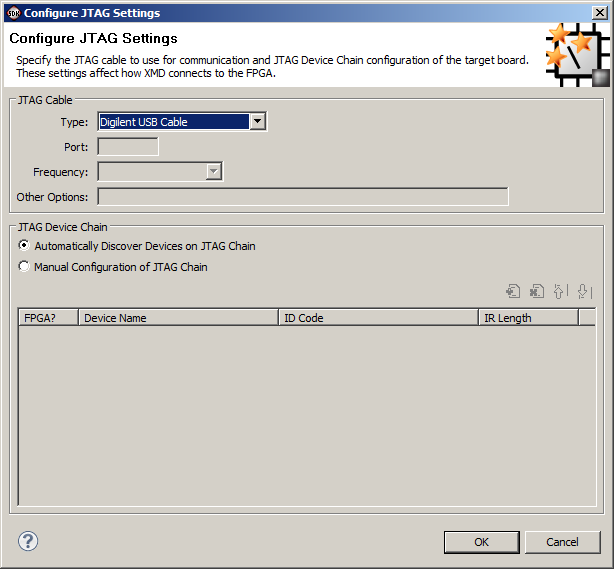 SDK Configure JTAG Settings
Configure JTAG Settings
Specify the JTAG cable to use for communication and JTAG Device Chain configuration of the target board.
These settings affect how XMD connects to the FPGA.
JTAG Cable
Type: Digilent USB Cable
Port:
Frequency:
Other Options:
JTAG Device Chain
Automatically Discover Devices on JTAG Chain
Manual Configuration of JTAG Chain
FPGA? Device Name ID Code IR Length
? OK Cancel